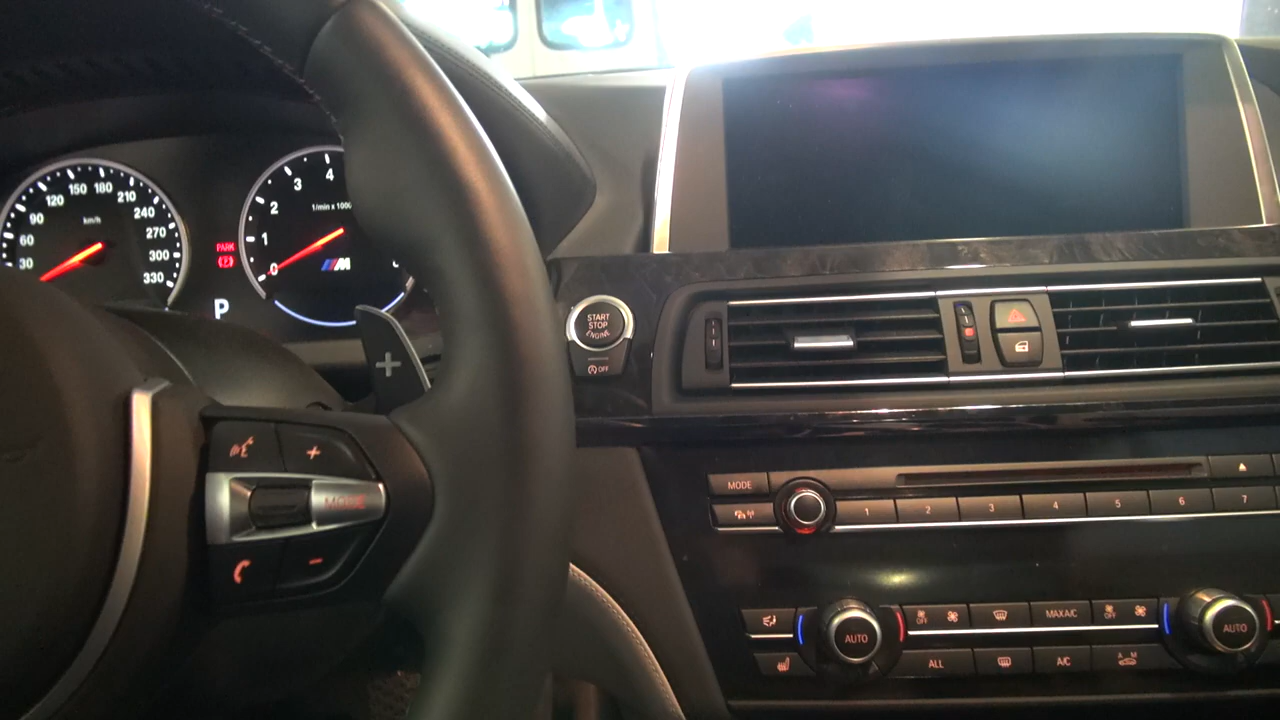 30
60
90
120
150
180
210
240
270
300
330
km/h
PARK
P
0
1
2
3
4
1/min x 1000
M
+
+
MODE
-
START
STOP
ENGINE
OFF
MODE
1
2
3
4
5
6
7
AUTO
OFF
MAX A/C
OFF
AUTO
ALL
A/C
A M